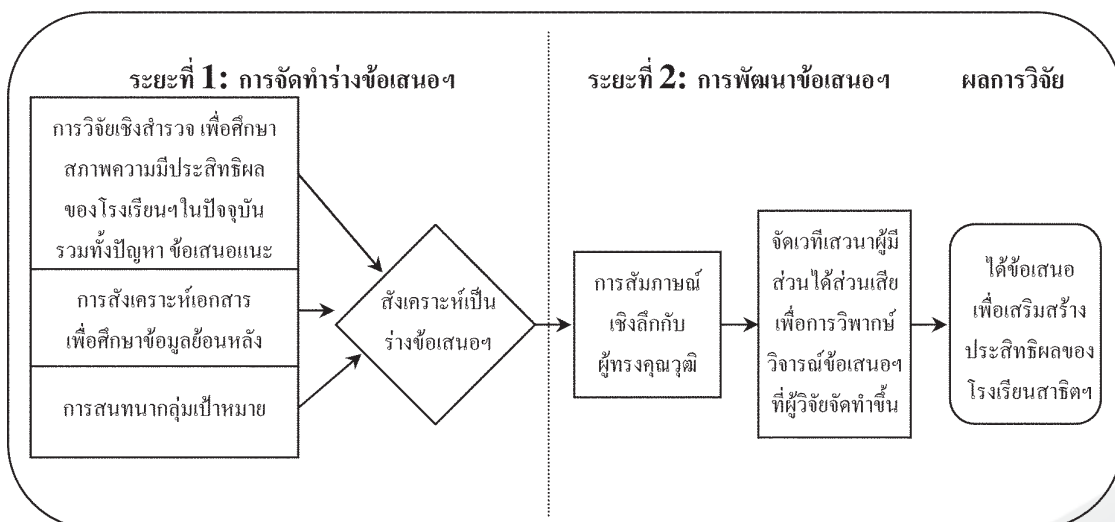 ระยะที่ 1: การจัดทำร่างข้อเสนอฯ
การวิจัยเชิงสำรวจ เพื่อศึกษา
สภาพความมีประสิทธิผล
ของโรงเรียนฯในปัจจุบัน
รวมทั้งปัญหา ข้อเสนอแนะ
การสังเคราะห์เอกสาร
เพื่อศึกษาข้อมูลย้อนหลัง
การสนทนากลุ่มเป้าหมาย
สังเคราะห์เป็น
ร่างข้อเสนอฯ
ระยะที่ 2: การพัฒนาข้อเสนอฯ
การสัมภาษณ์
เชิงลึกกับ
ผู้ทรงคุณวุฒิ
จัดเวทีเสวนาผู้มี
ส่วนได้ส่วนเสีย
เพื่อการวิพากษ์
วิจารณ์ข้อเสนอฯ
ที่ผู้วิจัยจัดทำขึ้น
ผลการวิจัย
ได้ข้อเสนอ
เพื่อเสริมสร้าง
ประสิทธิผลของ
โรงเรียนสาธิตฯ